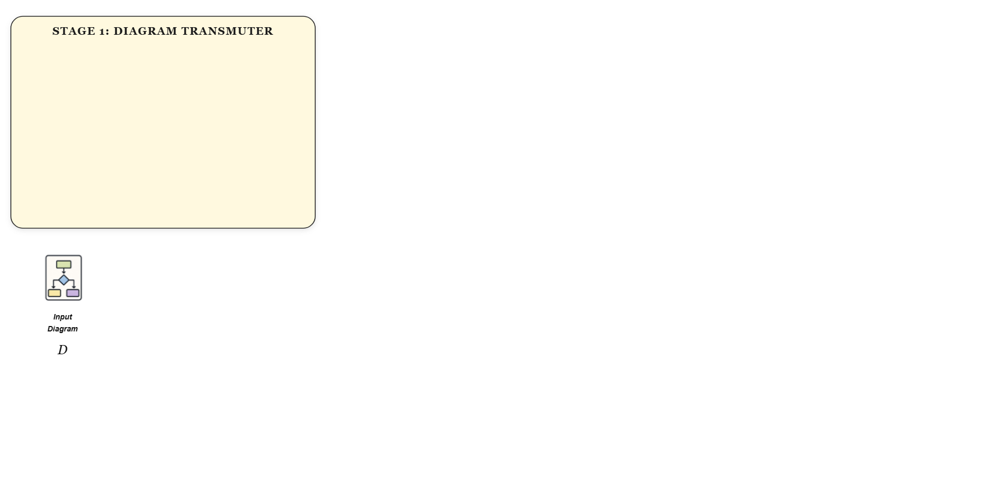 STAGE 1: DIAGRAM TRANSMUTER
Input
Diagram
D